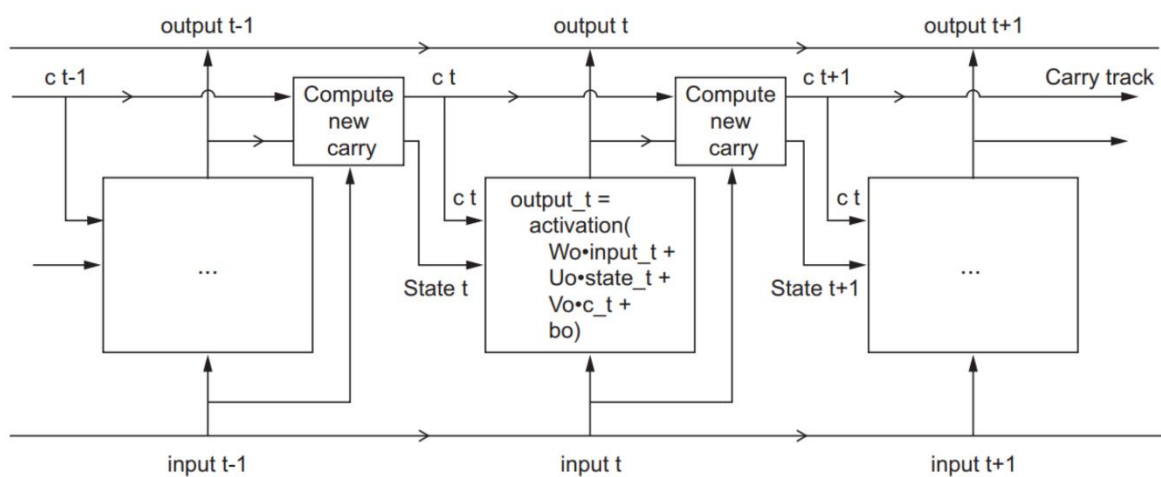 output t-1
output t
output t+1
c t-1
c t
c t+1
Carry track
Compute
new
carry
Compute
new
carry
c t
output_t =
activation(
Wo•input_t +
Uo•state_t +
Vo•c_t +
bo)
c t
...
...
State t
State t+1
input t-1
input t
input t+1